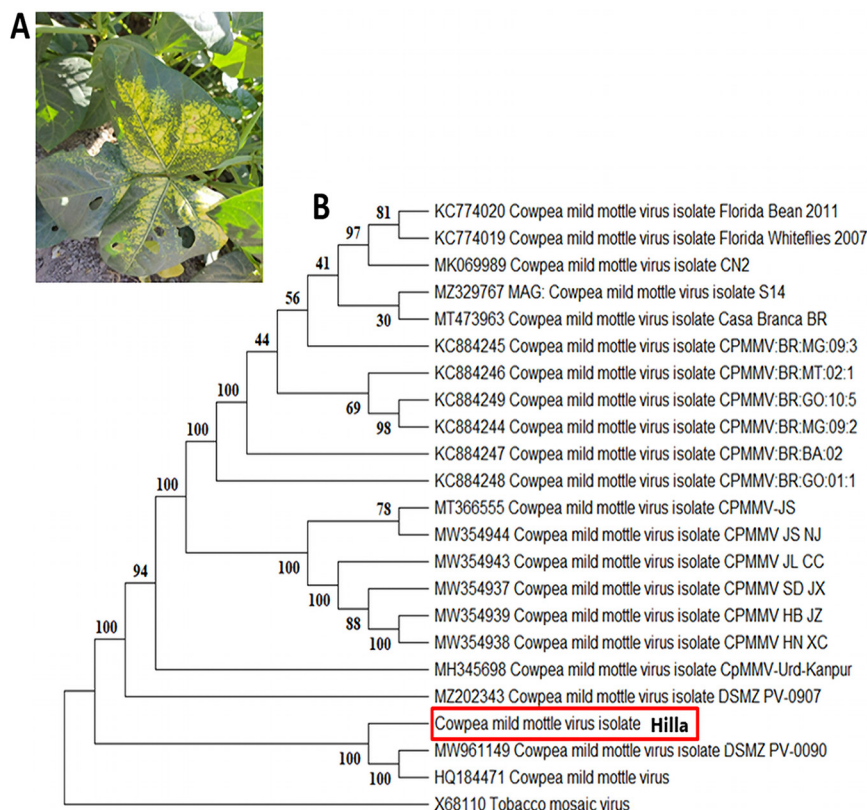 A
B
81
KC774020 Cowpea mild mottle virus isolate Florida Bean 2011
97
KC774019 Cowpea mild mottle virus isolate Florida Whiteflies 2007
41
MK069989 Cowpea mild mottle virus isolate CN2
56
MZ329767 MAG: Cowpea mild mottle virus isolate S14
30
MT473963 Cowpea mild mottle virus isolate Casa Branca BR
44
KC884245 Cowpea mild mottle virus isolate CPMMV:BR:MG:09:3
KC884246 Cowpea mild mottle virus isolate CPMMV:BR:MT:02:1
100
69
KC884249 Cowpea mild mottle virus isolate CPMMV:BR:GO:10:5
98
KC884244 Cowpea mild mottle virus isolate CPMMV:BR:MG:09:2
100
KC884247 Cowpea mild mottle virus isolate CPMMV:BR:BA:02
KC884248 Cowpea mild mottle virus isolate CPMMV:BR:GO:01:1
100
78
MT366555 Cowpea mild mottle virus isolate CPMMV-JS
MW354944 Cowpea mild mottle virus isolate CPMMV JS NJ
100
MW354943 Cowpea mild mottle virus isolate CPMMV JL CC
94
100
MW354937 Cowpea mild mottle virus isolate CPMMV SD JX
88
MW354939 Cowpea mild mottle virus isolate CPMMV HB JZ
100
100
MW354938 Cowpea mild mottle virus isolate CPMMV HN XC
MH345698 Cowpea mild mottle virus isolate CpMMV-Urd-Kanpur
MZ202343 Cowpea mild mottle virus isolate DSMZ PV-0907
Cowpea mild mottle virus isolate Hilla
100
MW961149 Cowpea mild mottle virus isolate DSMZ PV-0090
100
HQ184471 Cowpea mild mottle virus
X68110 Tobacco mosaic virus